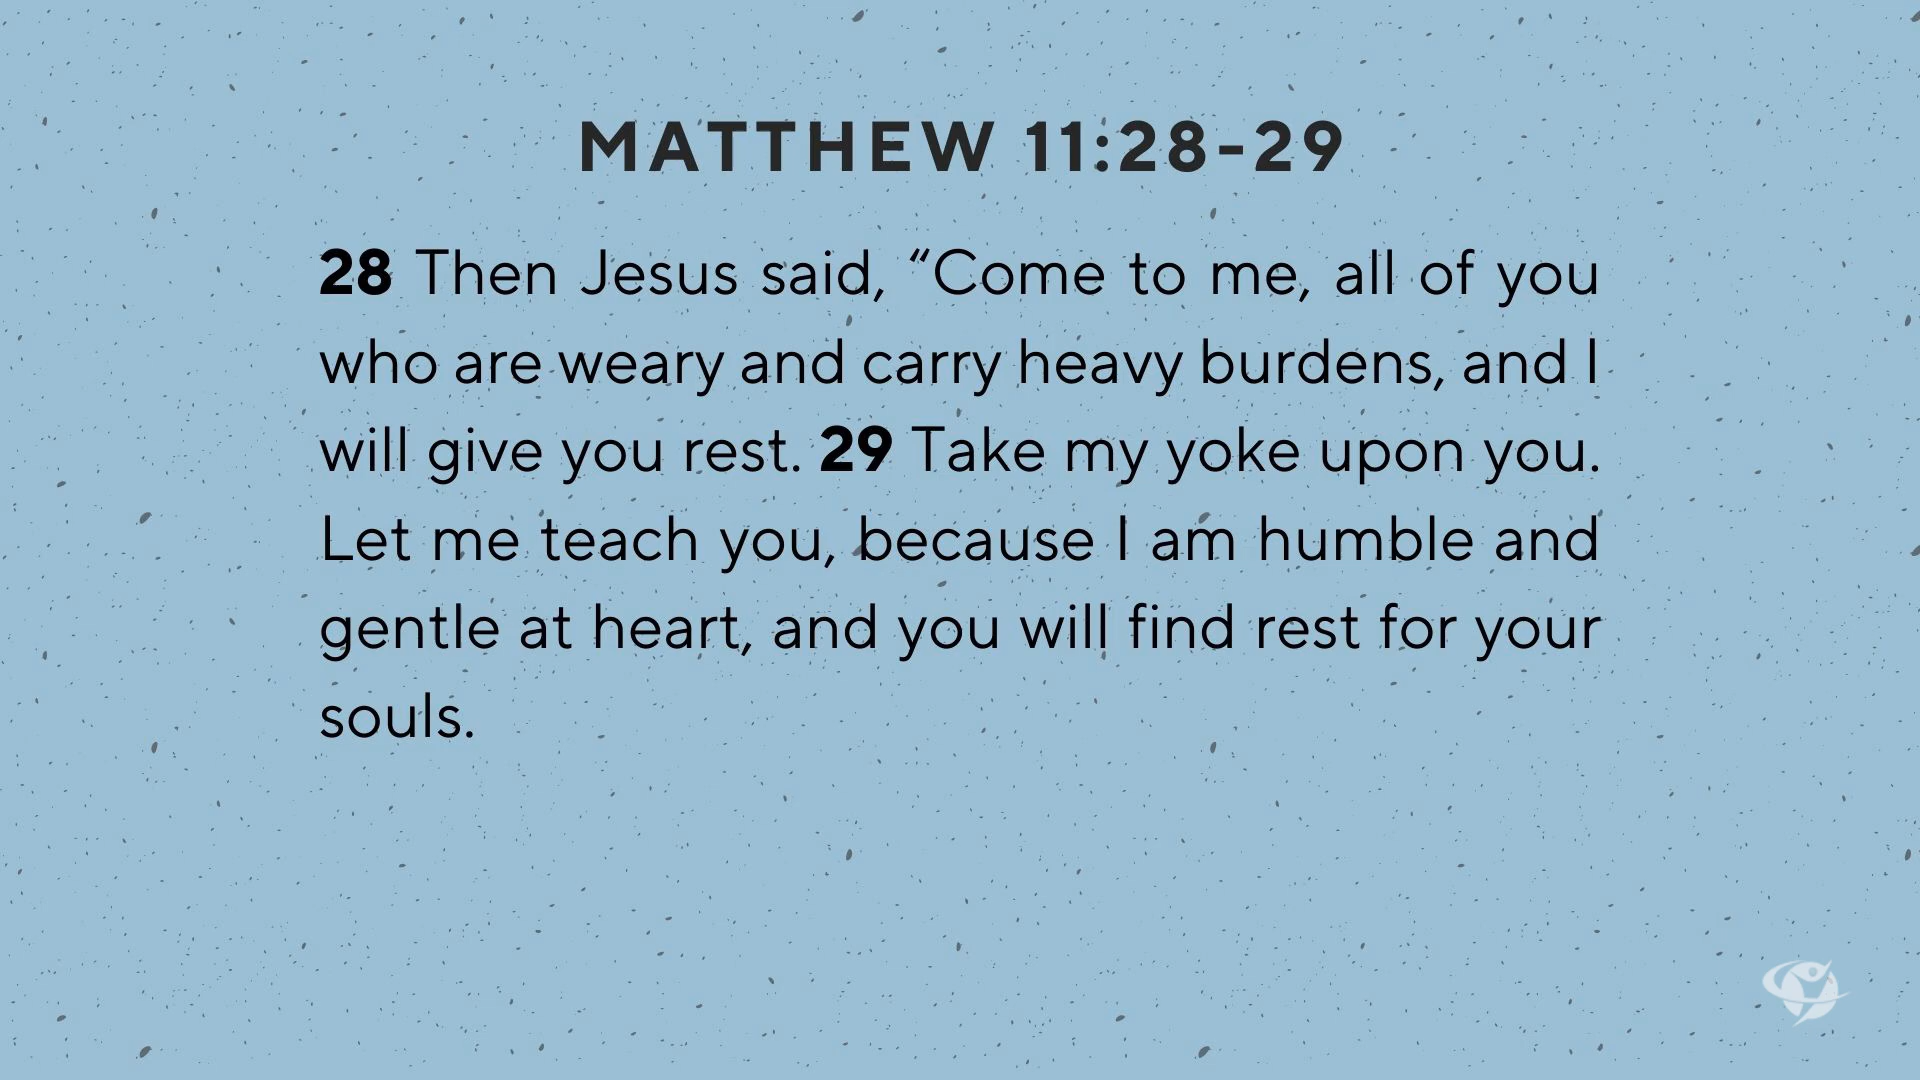 MATTHEW 11:28-29
28 Then Jesus said, “Come to me, all of you
who are weary and carry heavy burdens, and I
will give you rest. 29 Take my yoke upon you.
Let me teach you, because I am humble and
gentle at heart, and you will find rest for your
souls.